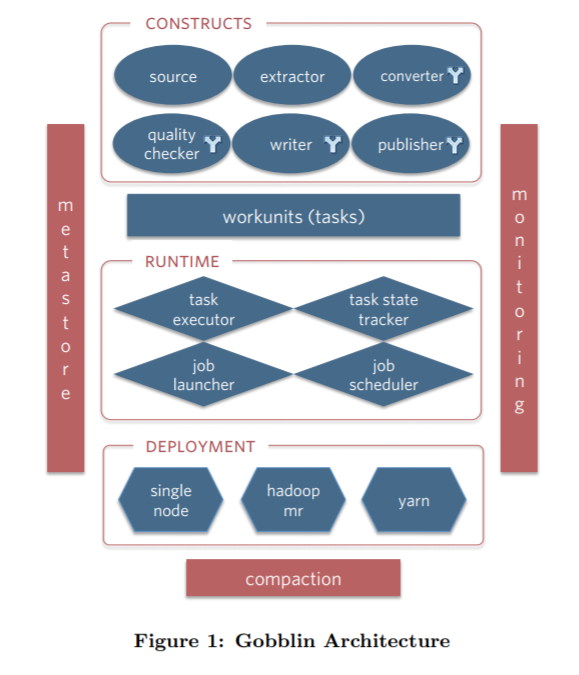 CONSTRUCTS
source
extractor
converter
quality
checker
writer
publisher
metastore
monitoring
workunits (tasks)
RUNTIME
task
executor
task state
tracker
job
launcher
job
scheduler
DEPLOYMENT
single
node
hadoop
mr
yarn
compaction
Figure 1: Gobblin Architecture